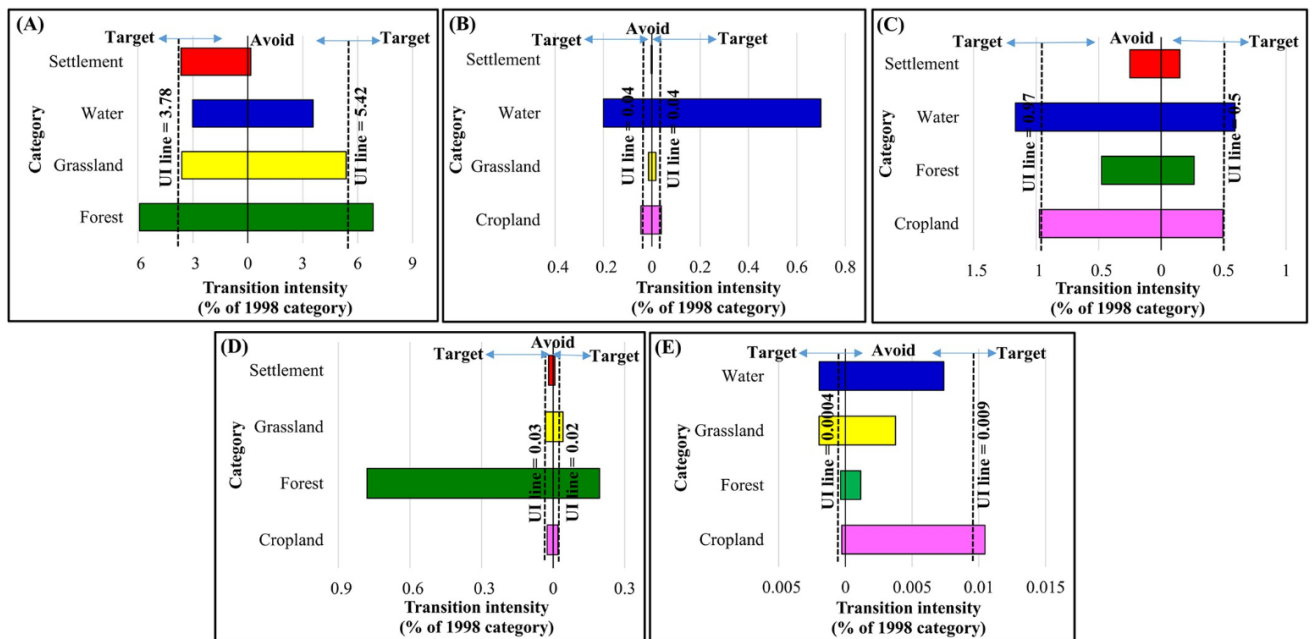 (A)
Target
Avoid
Target
Category
Settlement
Water
Grassland
Forest
UI line = 3.78
UI line = 5.42
6 3 0 3 6 9
Transition intensity
(% of 1998 category)
(B)
Avoid
Target
Target
Category
Settlement
Water
Grassland
Cropland
UI line = 0.04
UI line = 0.04
0.4 0.2 0 0.2 0.4 0.6 0.8
Transition intensity
(% of 1998 category)
(C)
Target
Avoid
Target
Category
Settlement
Water
Forest
Cropland
UI line = 0.97
UI line = 0.5
1.5 1 0.5 0 0.5 1
Transition intensity
(% of 1998 category)
(D)
Avoid
Target
Target
Category
Settlement
Grassland
Forest
Cropland
UI line = 0.03
UI line = 0.02
0.9 0.6 0.3 0 0.3
Transition intensity
(% of 1998 category)
(E)
Target
Avoid
Target
Category
Water
Grassland
Forest
Cropland
UI line = 0.0004
UI line = 0.009
0.005 0 0.005 0.01 0.015
Transition intensity
(% of 1998 category)